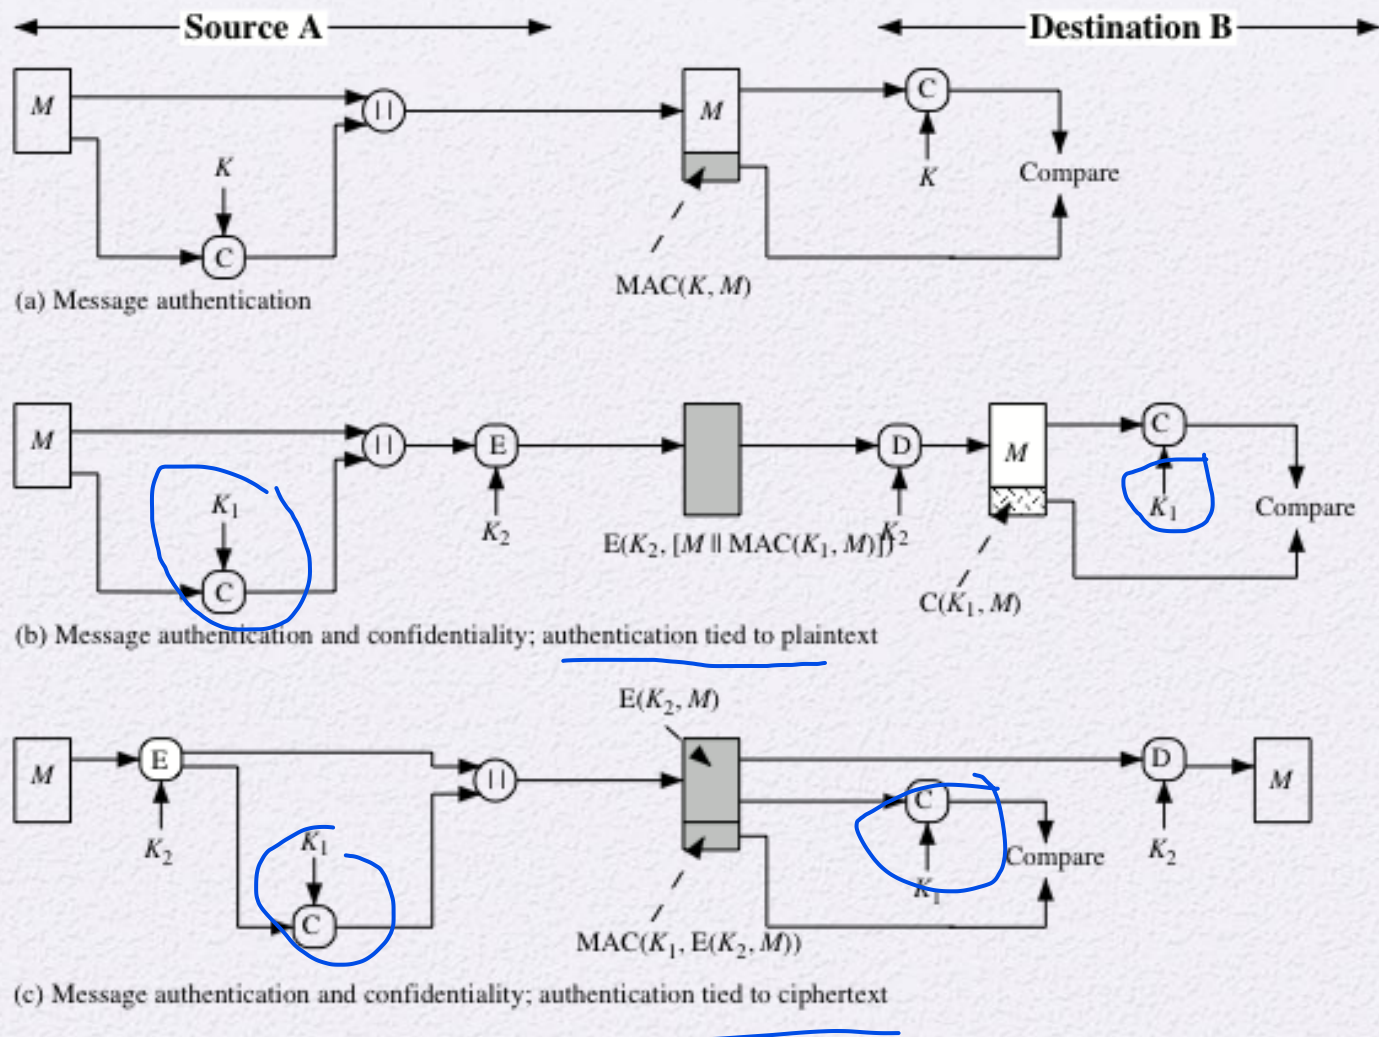 Source A
Destination B
M
||
M
C
K
K
Compare
C
MAC(K, M)
(a) Message authentication
M
||
E
D
M
C
K1
K2
E(K2, [M || MAC(K1, M)])
K2
K1
Compare
C
C(K1, M)
(b) Message authentication and confidentiality; authentication tied to plaintext
E(K2, M)
M
E
||
C
D
M
K2
K1
K1
Compare
K2
C
MAC(K1, E(K2, M))
(c) Message authentication and confidentiality; authentication tied to ciphertext